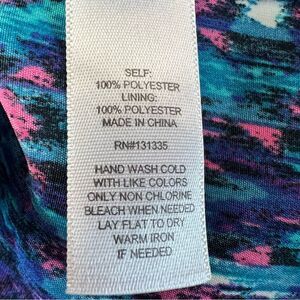 SELF:
100% POLYESTER
LINING:
100% POLYESTER
MADE IN CHINA
RN#131335
HAND WASH COLD
WITH LIKE COLORS
ONLY NON CHLORINE
BLEACH WHEN NEEDED
LAY FLAT TO DRY
WARM IRON
IF NEEDED